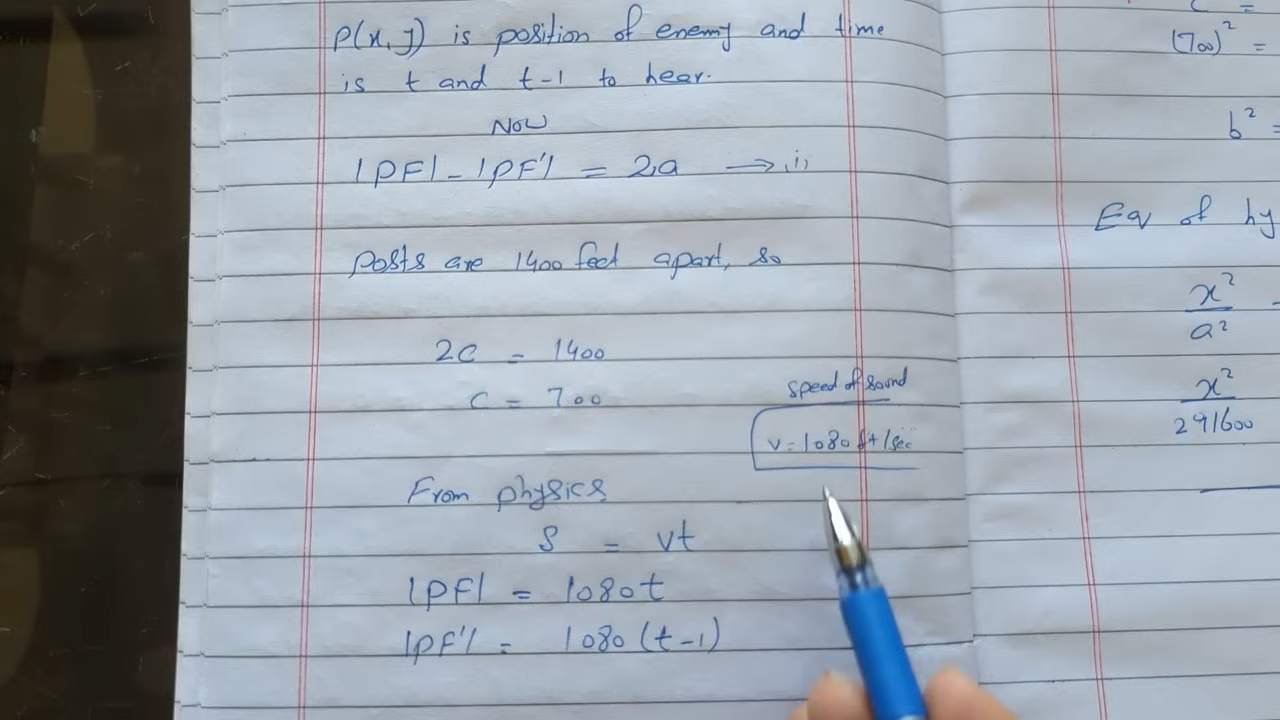 P(x,y) is position of enemy and time
is t and t-1 to hear.
Now
|PF| - |PF'| = 2a → i)
Posts are 1400 feet apart, so
2c = 1400
c = 700
speed of sound
v = 1080 ft/sec
From physics
S = vt
|PF| = 1080t
|PF'| = 1080 (t-1)
c =
(700)² =
b² =
Eq of hy
x²
a²
x²
291600